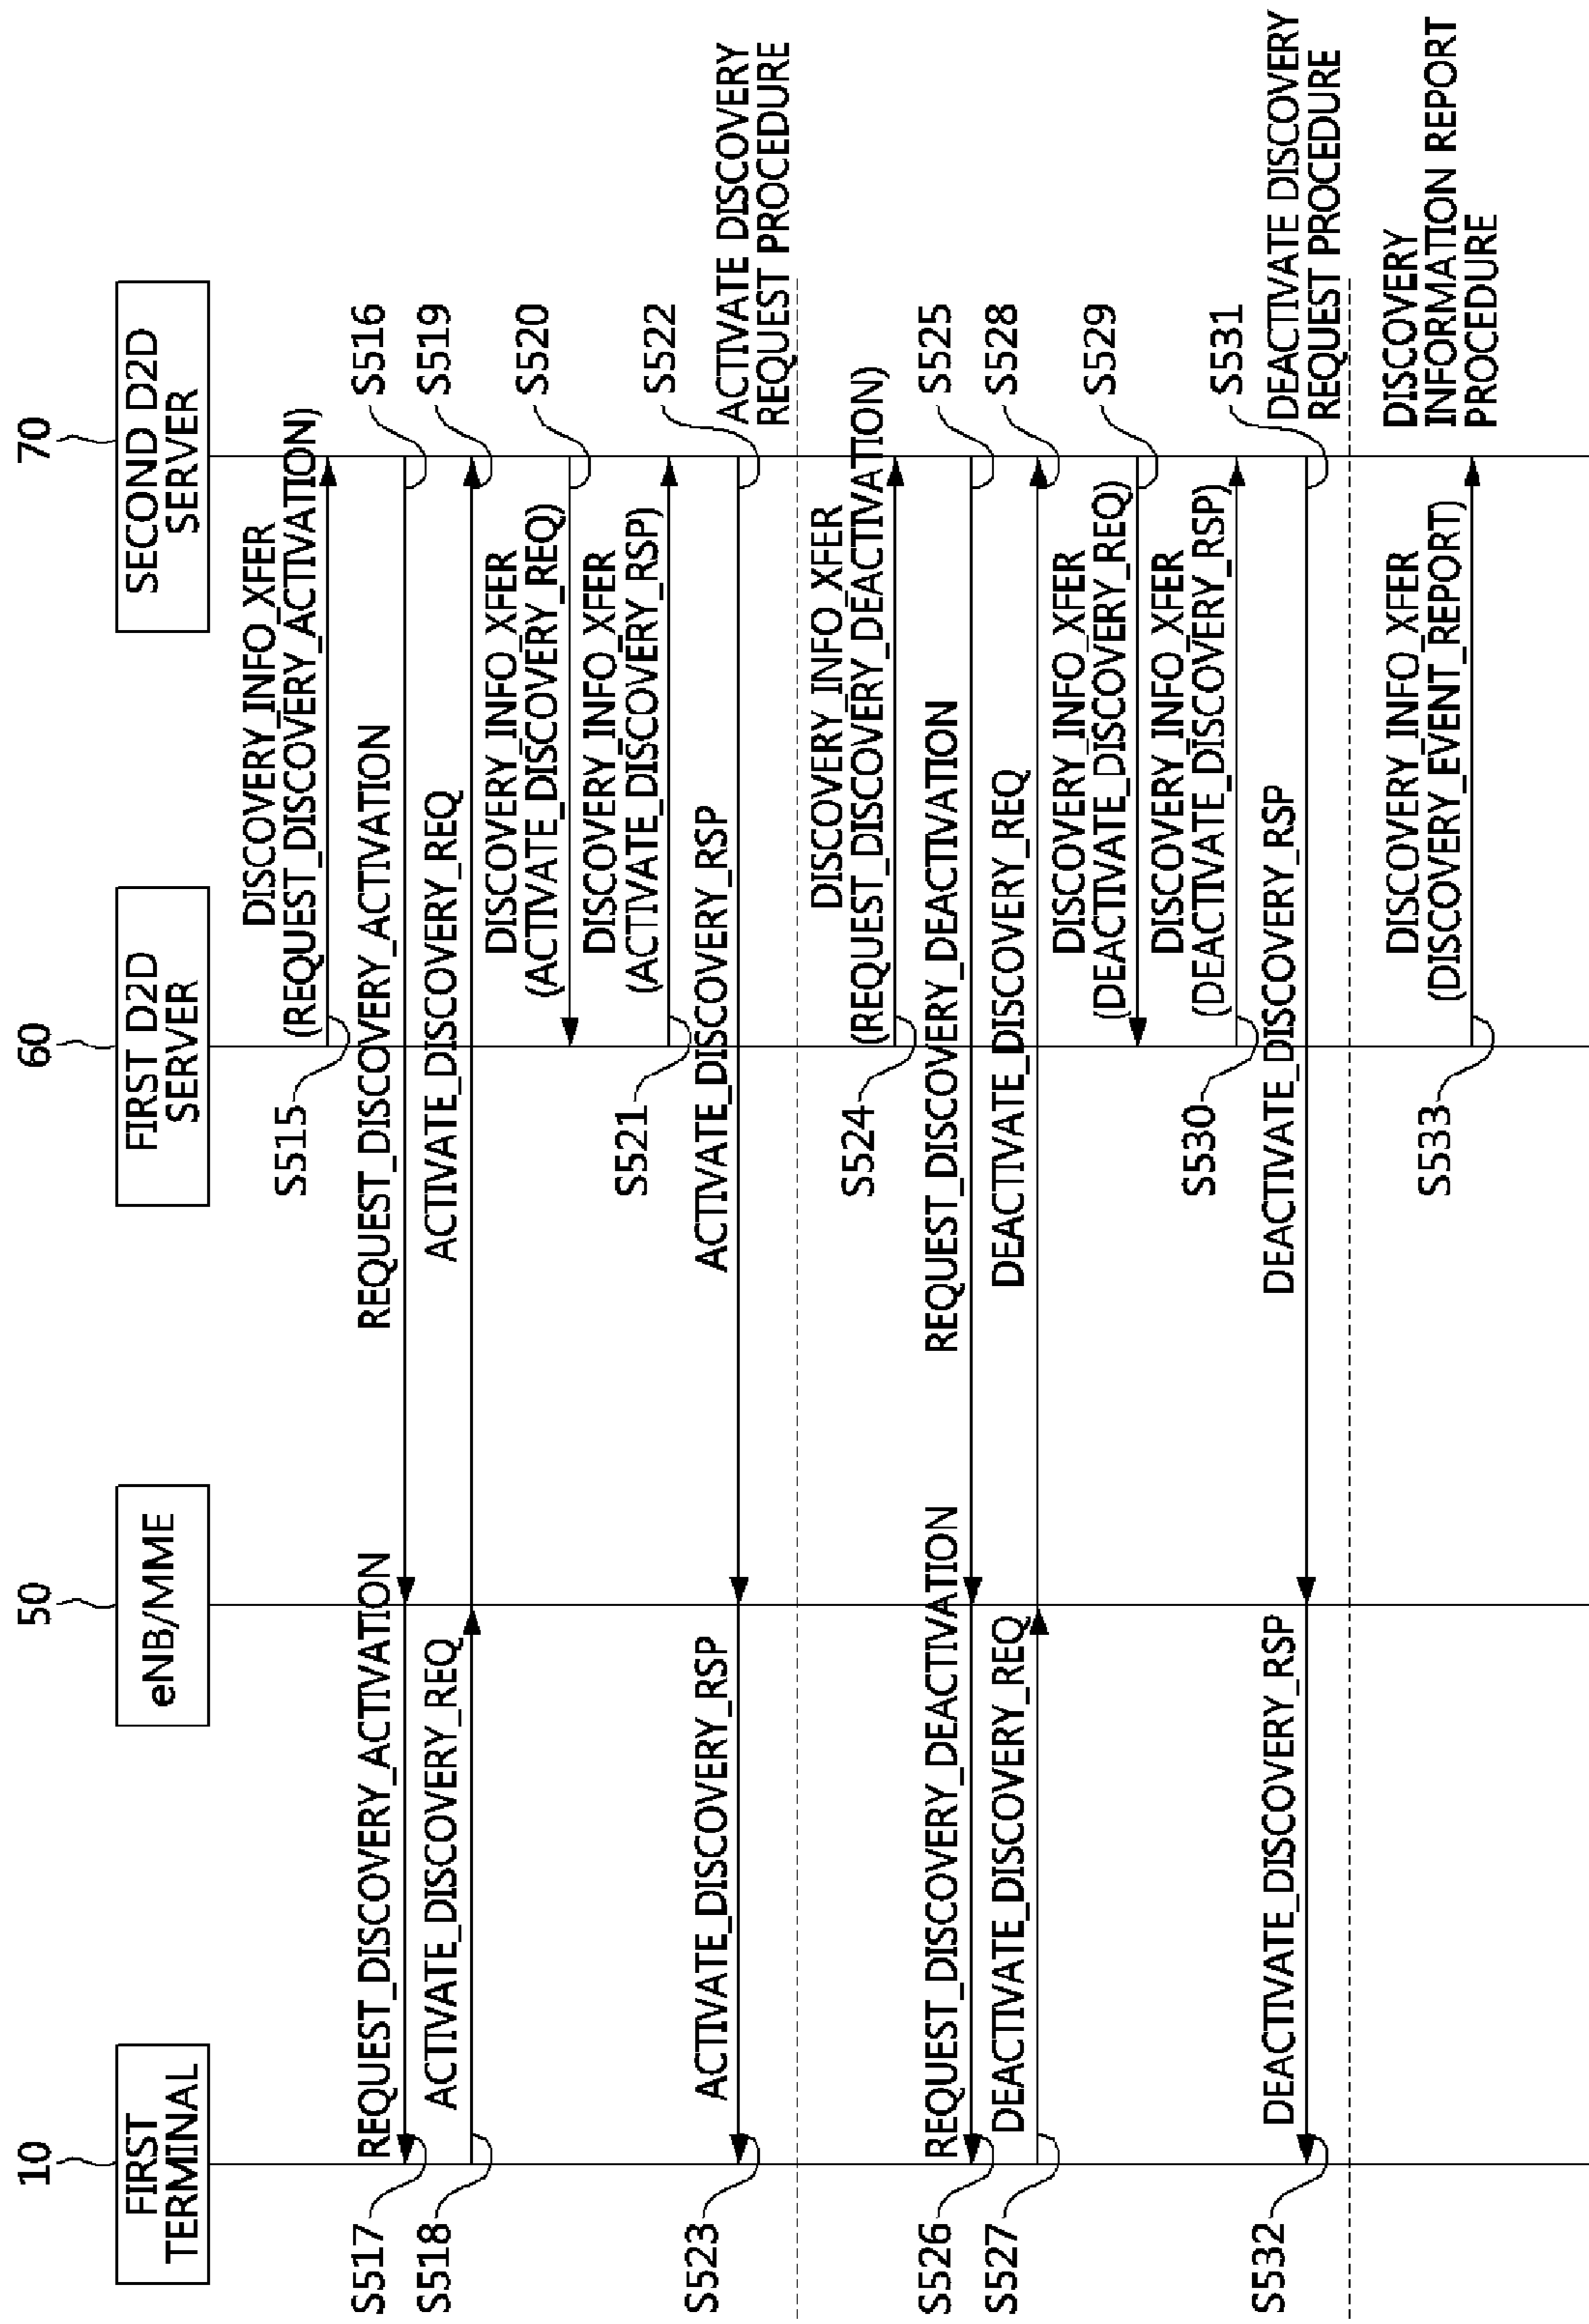 10
50
60
70
FIRST
TERMINAL
eNB/MME
FIRST D2D
SERVER
SECOND D2D
SERVER
DISCOVERY_INFO_XFER
(REQUEST_DISCOVERY_ACTIVATION)
S515
REQUEST_DISCOVERY_ACTIVATION
REQUEST_DISCOVERY_ACTIVATION
S516
S517
ACTIVATE_DISCOVERY_REQ
ACTIVATE_DISCOVERY_REQ
S518
S519
DISCOVERY_INFO_XFER
(ACTIVATE_DISCOVERY_REQ)
S520
DISCOVERY_INFO_XFER
(ACTIVATE_DISCOVERY_RSP)
S521
S522
ACTIVATE_DISCOVERY_RSP
ACTIVATE_DISCOVERY_RSP
S523
ACTIVATE DISCOVERY
REQUEST PROCEDURE
DISCOVERY_INFO_XFER
(REQUEST_DISCOVERY_DEACTIVATION)
S524
REQUEST_DISCOVERY_DEACTIVATION
REQUEST_DISCOVERY_DEACTIVATION
S525
S526
DEACTIVATE_DISCOVERY_REQ
DEACTIVATE_DISCOVERY_REQ
S527
S528
DISCOVERY_INFO_XFER
(DEACTIVATE_DISCOVERY_REQ)
S529
DISCOVERY_INFO_XFER
(DEACTIVATE_DISCOVERY_RSP)
S530
S531
DEACTIVATE_DISCOVERY_RSP
DEACTIVATE_DISCOVERY_RSP
S532
DEACTIVATE DISCOVERY
REQUEST PROCEDURE
DISCOVERY_INFO_XFER
(DISCOVERY_EVENT_REPORT)
S533
DISCOVERY
INFORMATION REPORT
PROCEDURE